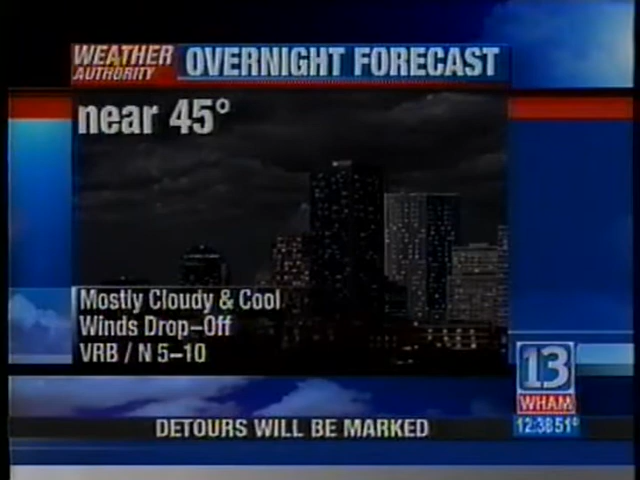 WEATHER
AUTHORITY
OVERNIGHT FORECAST
near 45°
Mostly Cloudy & Cool
Winds Drop-Off
VRB / N 5-10
13
WHAM
12:38 51°
DETOURS WILL BE MARKED